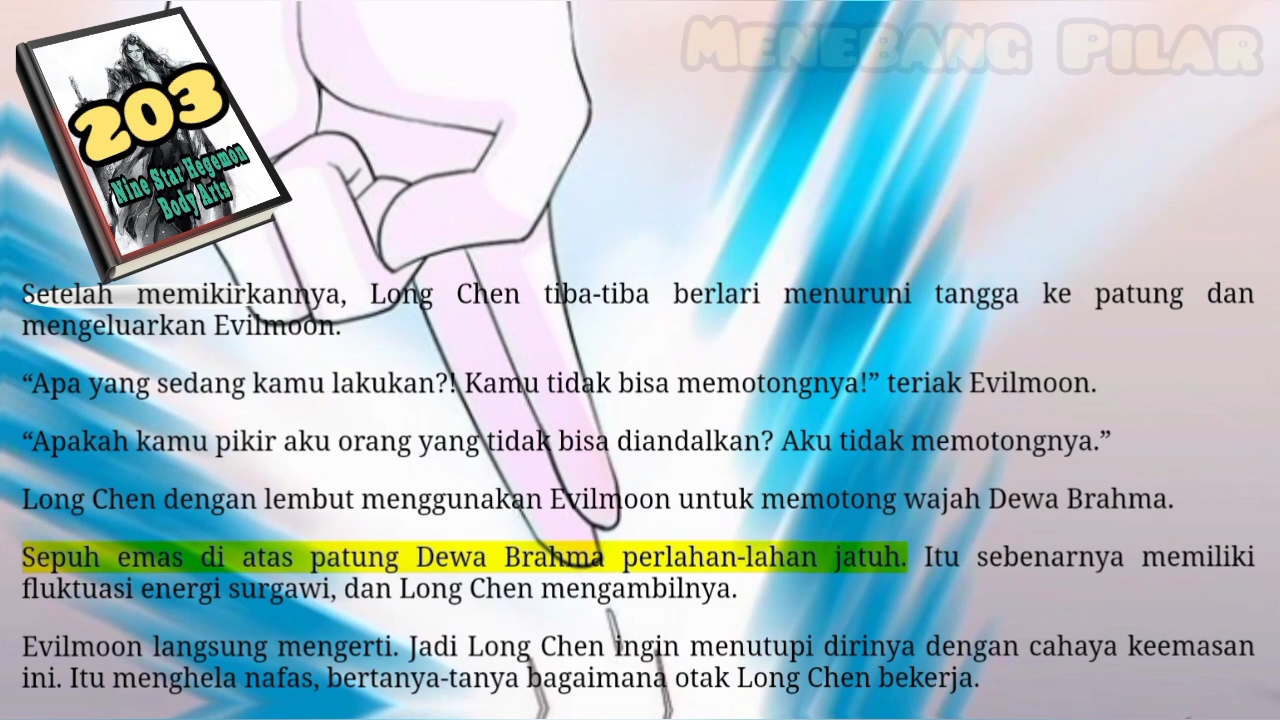 Menebang Pilar
203
Nine Star Hegemon
Body Arts
Setelah memikirkannya, Long Chen tiba-tiba berlari menuruni tangga ke patung dan
mengeluarkan Evilmoon.
“Apa yang sedang kamu lakukan?! Kamu tidak bisa memotongnya!” teriak Evilmoon.
“Apakah kamu pikir aku orang yang tidak bisa diandalkan? Aku tidak memotongnya.”
Long Chen dengan lembut menggunakan Evilmoon untuk memotong wajah Dewa Brahma.
Sepuh emas di atas patung Dewa Brahma perlahan-lahan jatuh. Itu sebenarnya memiliki
fluktuasi energi surgawi, dan Long Chen mengambilnya.
Evilmoon langsung mengerti. Jadi Long Chen ingin menutupi dirinya dengan cahaya keemasan
ini. Itu menghela nafas, bertanya-tanya bagaimana otak Long Chen bekerja.